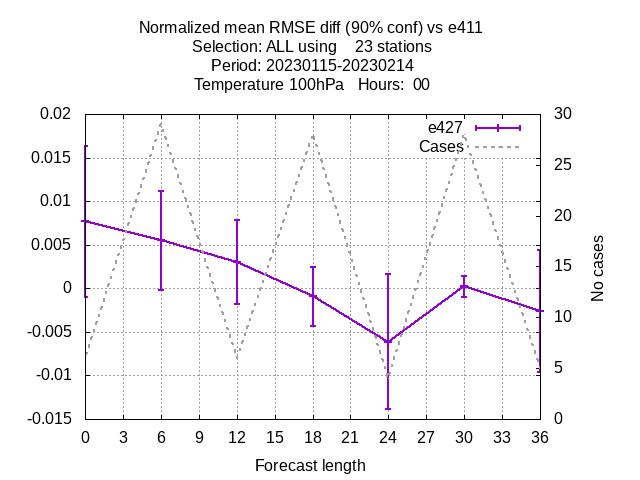 Normalized mean RMSE diff (90% conf) vs e411
Selection: ALL using    23 stations
Period: 20230115-20230214
Temperature 100hPa   Hours:  00
e427
Cases
0.02
0.015
0.01
0.005
0
-0.005
-0.01
-0.015
30
25
20
15
10
5
0
No cases
0 3 6 9 12 15 18 21 24 27 30 33 36
Forecast length